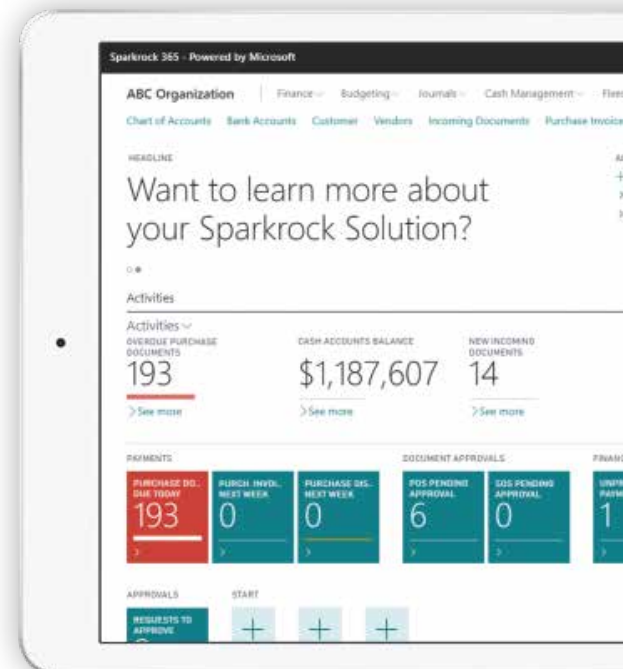 Sparkrock 365 - Powered by Microsoft
ABC Organization Finance Budgeting Journals Cash Management
Chart of Accounts Bank Accounts Customer Vendors Incoming Documents Purchase Invoice
HEADLINE
Want to learn more about
your Sparkrock Solution?
Activities
Activities
OVERDUE PURCHASE
DOCUMENTS
193
> See more
CASH ACCOUNTS BALANCE
$1,187,607
> See more
NEW INCOMING
DOCUMENTS
14
> See more
PAYMENTS
PURCHASE DO..
DUE TODAY
193
PURCH. INVOI..
NEXT WEEK
0
PURCHASE DIS..
NEXT WEEK
0
DOCUMENT APPROVALS
POS PENDING
APPROVAL
6
SOS PENDING
APPROVAL
0
FINANC
1
APPROVALS
REQUESTS TO
APPROVE
START